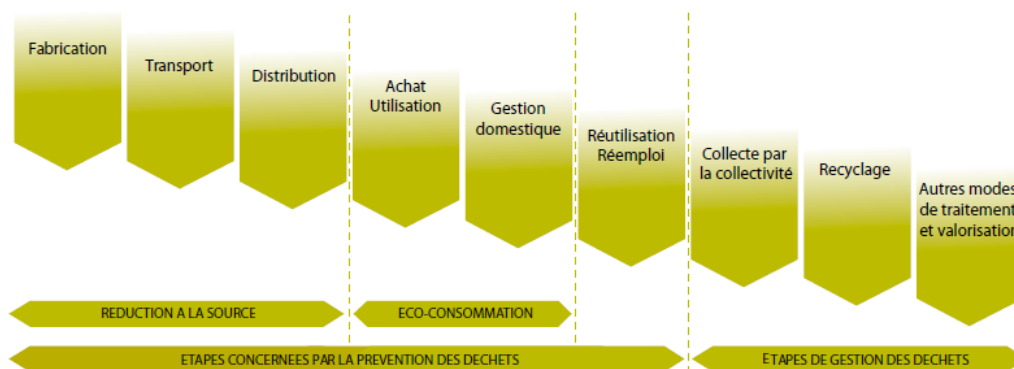 Fabrication
Transport
Distribution
Achat
Utilisation
Gestion
domestique
Réutilisation
Réemploi
Collecte par
la collectivité
Recyclage
Autres modes
de traitement
et valorisation
REDUCTION A LA SOURCE
ECO-CONSOMMATION
ETAPES CONCERNEES PAR LA PREVENTION DES DECHETS
ETAPES DE GESTION DES DECHETS